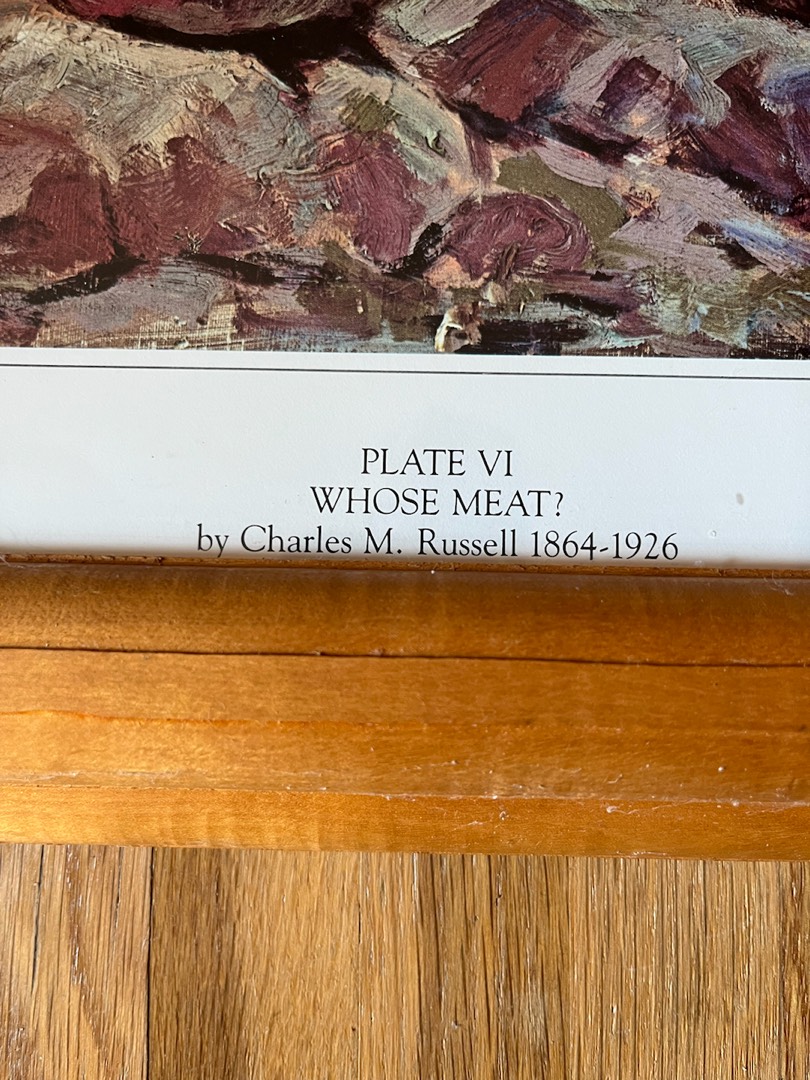 PLATE VI
WHOSE MEAT?
by Charles M. Russell 1864-1926